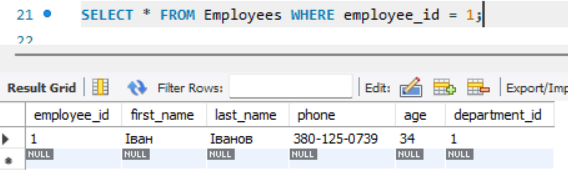 21 SELECT * FROM Employees WHERE employee_id = 1;
22
Result Grid Filter Rows: Edit: Export/Imp
employee_id first_name last_name phone age department_id
1 Іван Іванов 380-125-0739 34 1
NULL NULL NULL NULL NULL NULL